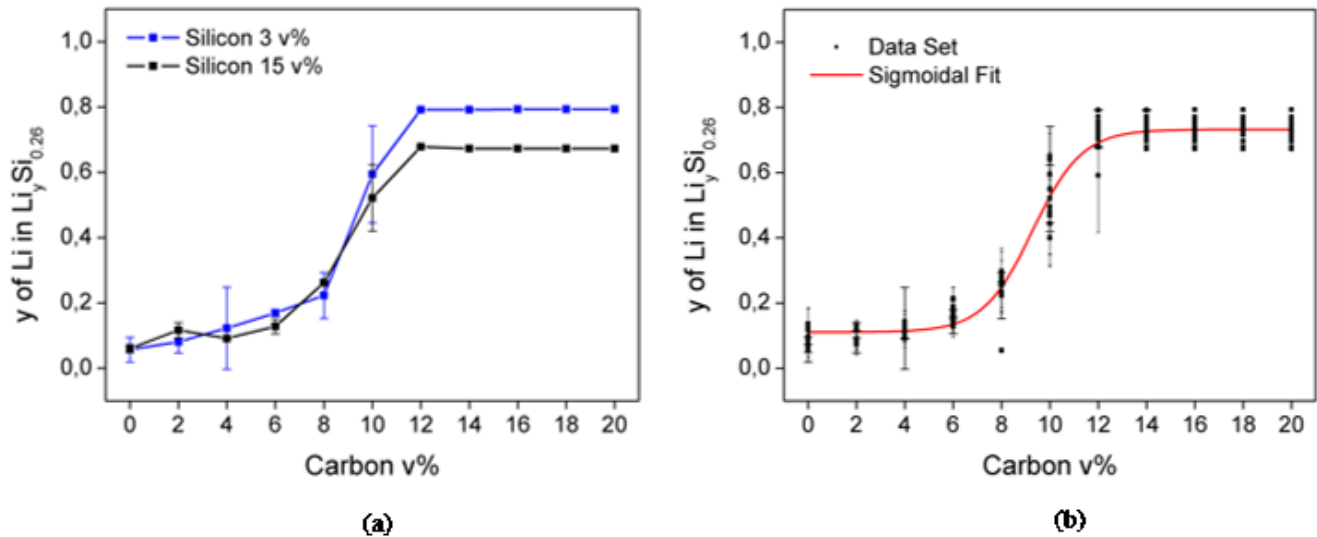 1,0
0,8
0,6
0,4
0,2
0,0
y of Li in LiySi0.26
Silicon 3 v%
Silicon 15 v%
0 2 4 6 8 10 12 14 16 18 20
Carbon v%
(a)
1,0
0,8
0,6
0,4
0,2
0,0
y of Li in LiySi0.26
Data Set
Sigmoidal Fit
0 2 4 6 8 10 12 14 16 18 20
Carbon v%
(b)